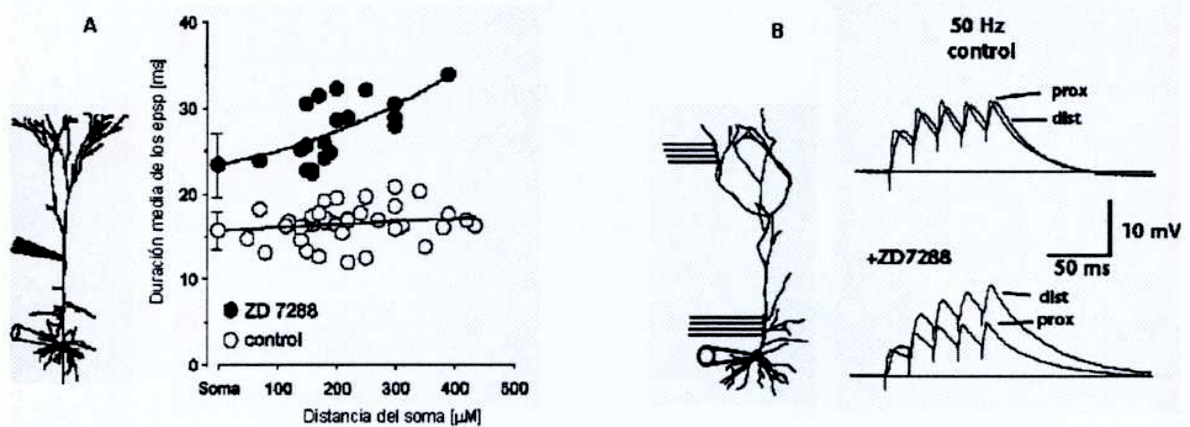 A
Duración media de los epsp [ms]
40
30
20
10
0
ZD 7288
control
Soma 100 200 300 400 500
Distancia del soma [µM]
B
50 Hz
control
prox
dist
10 mV
50 ms
+ZD7288
dist
prox